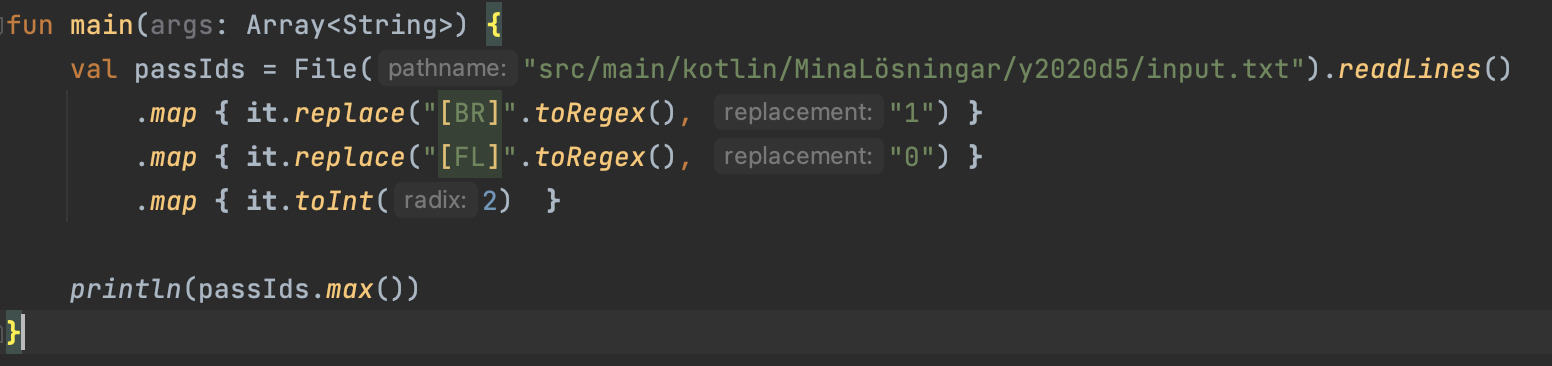 fun main(args: Array<String>) {
    val passIds = File( pathname: "src/main/kotlin/MinaLösningar/y2020d5/input.txt").readLines()
        .map { it.replace("[BR]".toRegex(), replacement: "1") }
        .map { it.replace("[FL]".toRegex(), replacement: "0") }
        .map { it.toInt( radix: 2)  }
    println(passIds.max())
}